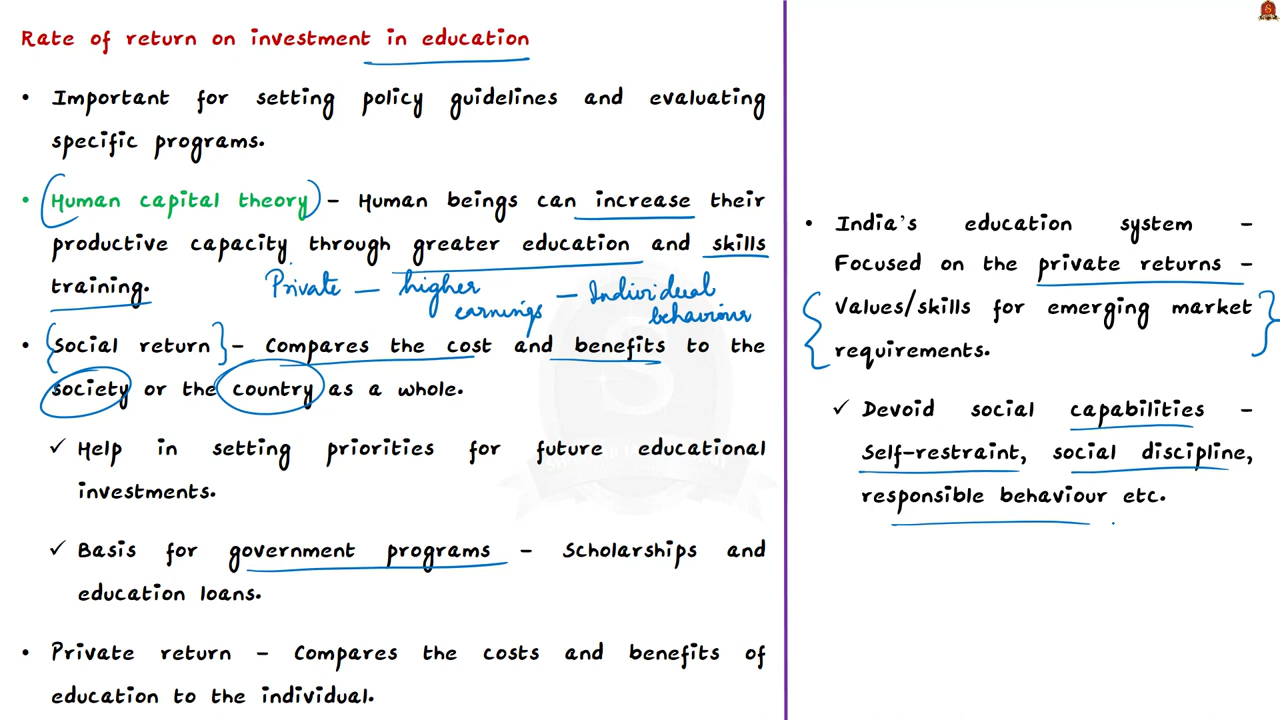 Rate of return on investment in education
• Important for setting policy guidelines and evaluating
specific programs.
• Human capital theory - Human beings can increase their
productive capacity through greater education and skills
training.
Private — higher earnings — Individual behaviour
• Social return - Compares the cost and benefits to the
society or the country as a whole.
✓ Help in setting priorities for future educational
investments.
✓ Basis for government programs - Scholarships and
education loans.
• Private return - Compares the costs and benefits of
education to the individual.
• India's education system -
Focused on the private returns -
Values/skills for emerging market
requirements.
✓ Devoid social capabilities -
Self-restraint, social discipline,
responsible behaviour etc.